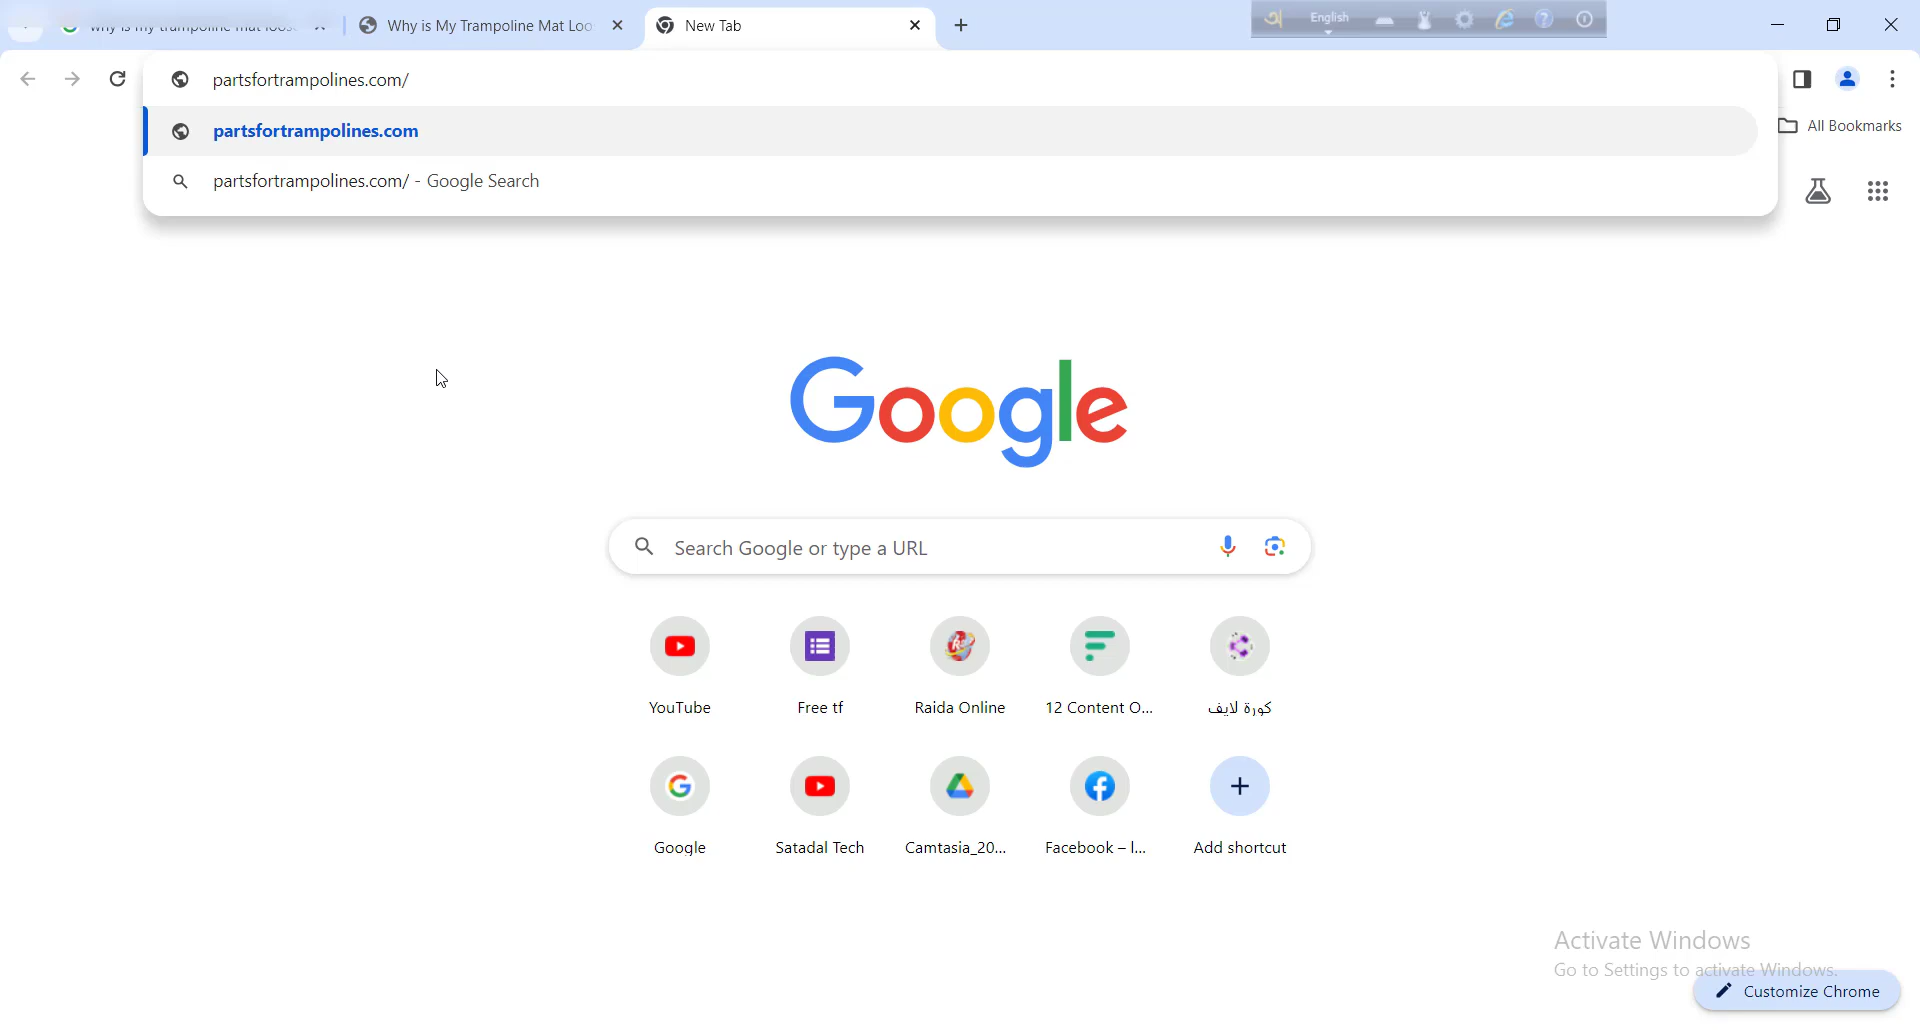 Why is My Trampoline Mat Loo
New Tab
English
partsfortrampolines.com/
partsfortrampolines.com
All Bookmarks
partsfortrampolines.com/ - Google Search
Google
Search Google or type a URL
YouTube
Free tf
Raida Online
12 Content O...
كورة لايف
Google
Satadal Tech
Camtasia_20...
Facebook – l...
Add shortcut
Activate Windows
Go to Settings to activate Windows.
Customize Chrome